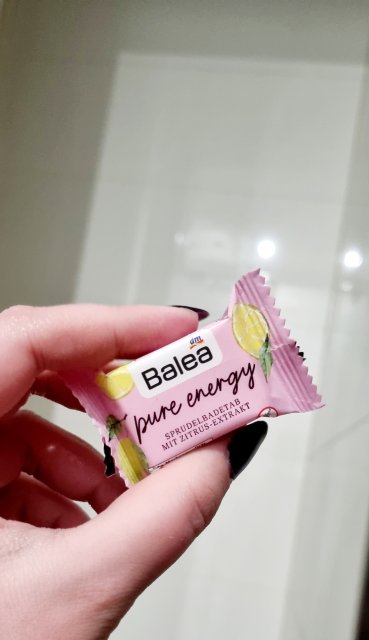 dm
Balea
pure energy
SPRUDELBADETAB
MIT ZITRUS-EXTRAKT